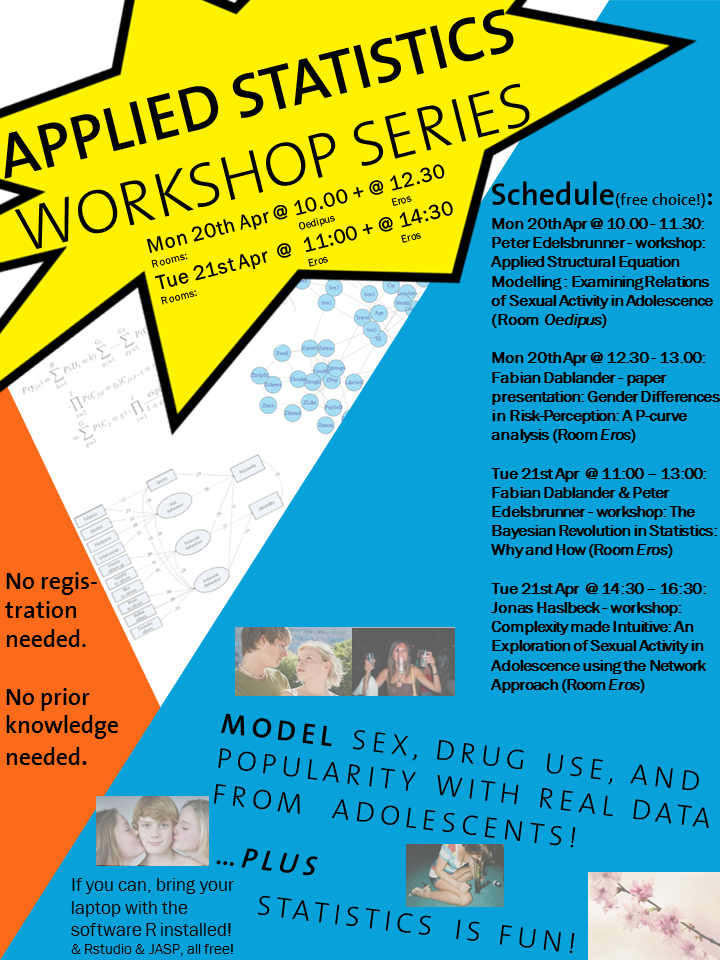 APPLIED STATISTICS
WORKSHOP SERIES
Mon 20th Apr @ 10.00 + @ 12.30
Rooms: Oedipus Eros
Tue 21st Apr @ 11:00 + @ 14:30
Rooms: Eros Eros
Schedule(free choice!):
Mon 20th Apr @ 10.00 - 11.30:
Peter Edelsbrunner - workshop:
Applied Structural Equation
Modelling : Examining Relations
of Sexual Activity in Adolescence
(Room Oedipus)
Mon 20th Apr @ 12.30 - 13.00:
Fabian Dablander - paper
presentation: Gender Differences
in Risk-Perception: A P-curve
analysis (Room Eros)
Tue 21st Apr @ 11:00 – 13:00:
Fabian Dablander & Peter
Edelsbrunner - workshop: The
Bayesian Revolution in Statistics:
Why and How (Room Eros)
Tue 21st Apr @ 14:30 – 16:30:
Jonas Haslbeck - workshop:
Complexity made Intuitive: An
Exploration of Sexual Activity in
Adolescence using the Network
Approach (Room Eros)
No regis-
tration
needed.
No prior
knowledge
needed.
MODEL SEX, DRUG USE, AND
POPULARITY WITH REAL DATA
FROM ADOLESCENTS!
...PLUS
STATISTICS IS FUN!
If you can, bring your
laptop with the
software R installed!
& Rstudio & JASP, all free!